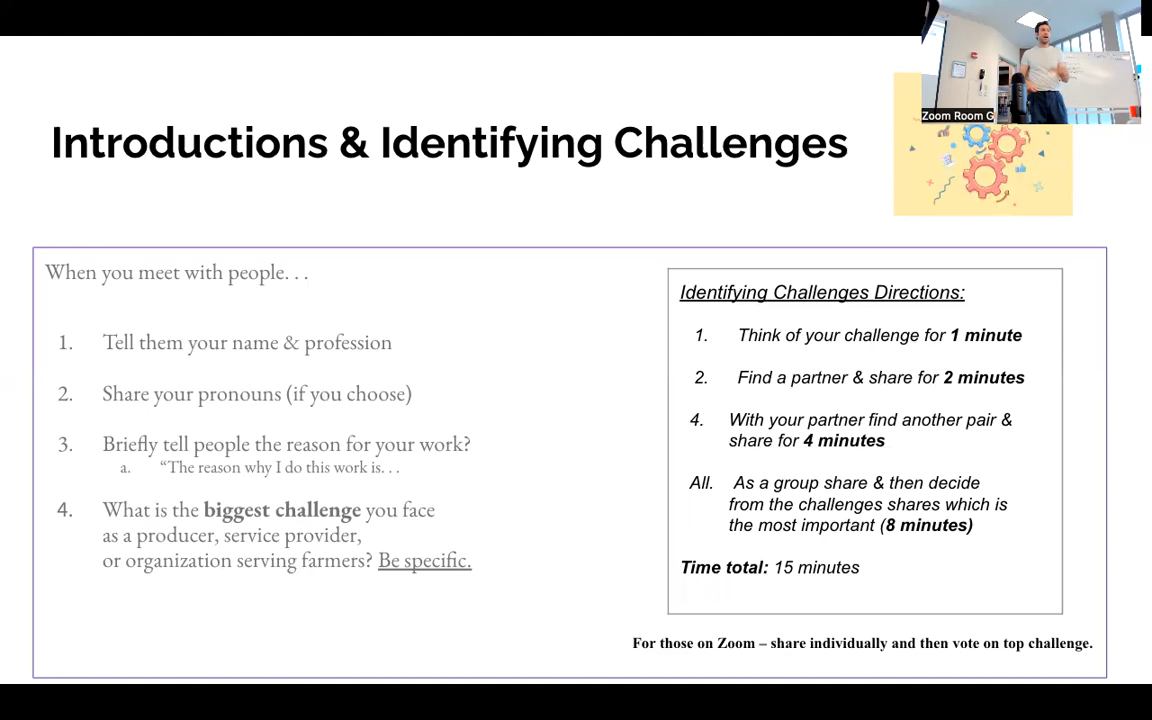 Zoom Room G
Introductions & Identifying Challenges
When you meet with people. . .
1. Tell them your name & profession
2. Share your pronouns (if you choose)
3. Briefly tell people the reason for your work?
a. “The reason why I do this work is. . .
4. What is the biggest challenge you face
as a producer, service provider,
or organization serving farmers? Be specific.
Identifying Challenges Directions:
1. Think of your challenge for 1 minute
2. Find a partner & share for 2 minutes
4. With your partner find another pair &
share for 4 minutes
All. As a group share & then decide
from the challenges shares which is
the most important (8 minutes)
Time total: 15 minutes
For those on Zoom – share individually and then vote on top challenge.